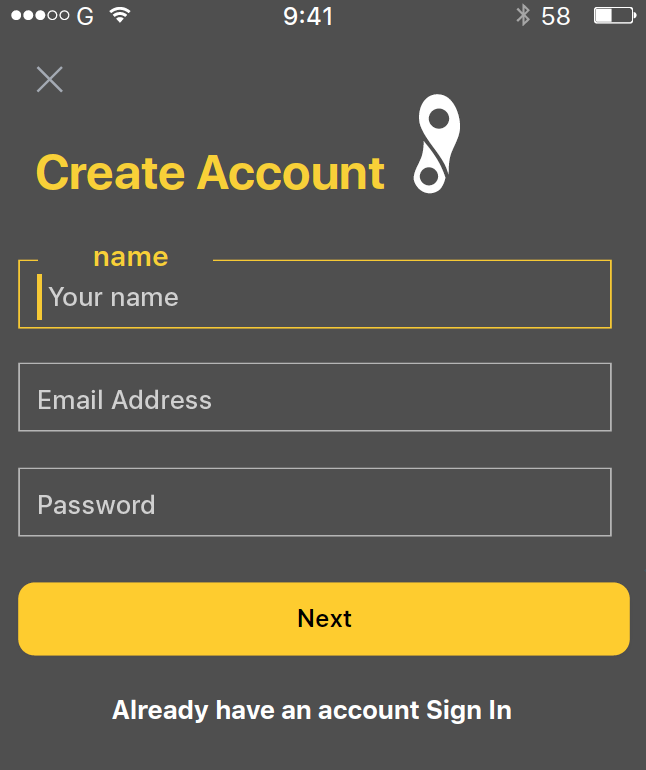 G 9:41 58
Create Account
name
Your name
Email Address
Password
Next
Already have an account Sign In